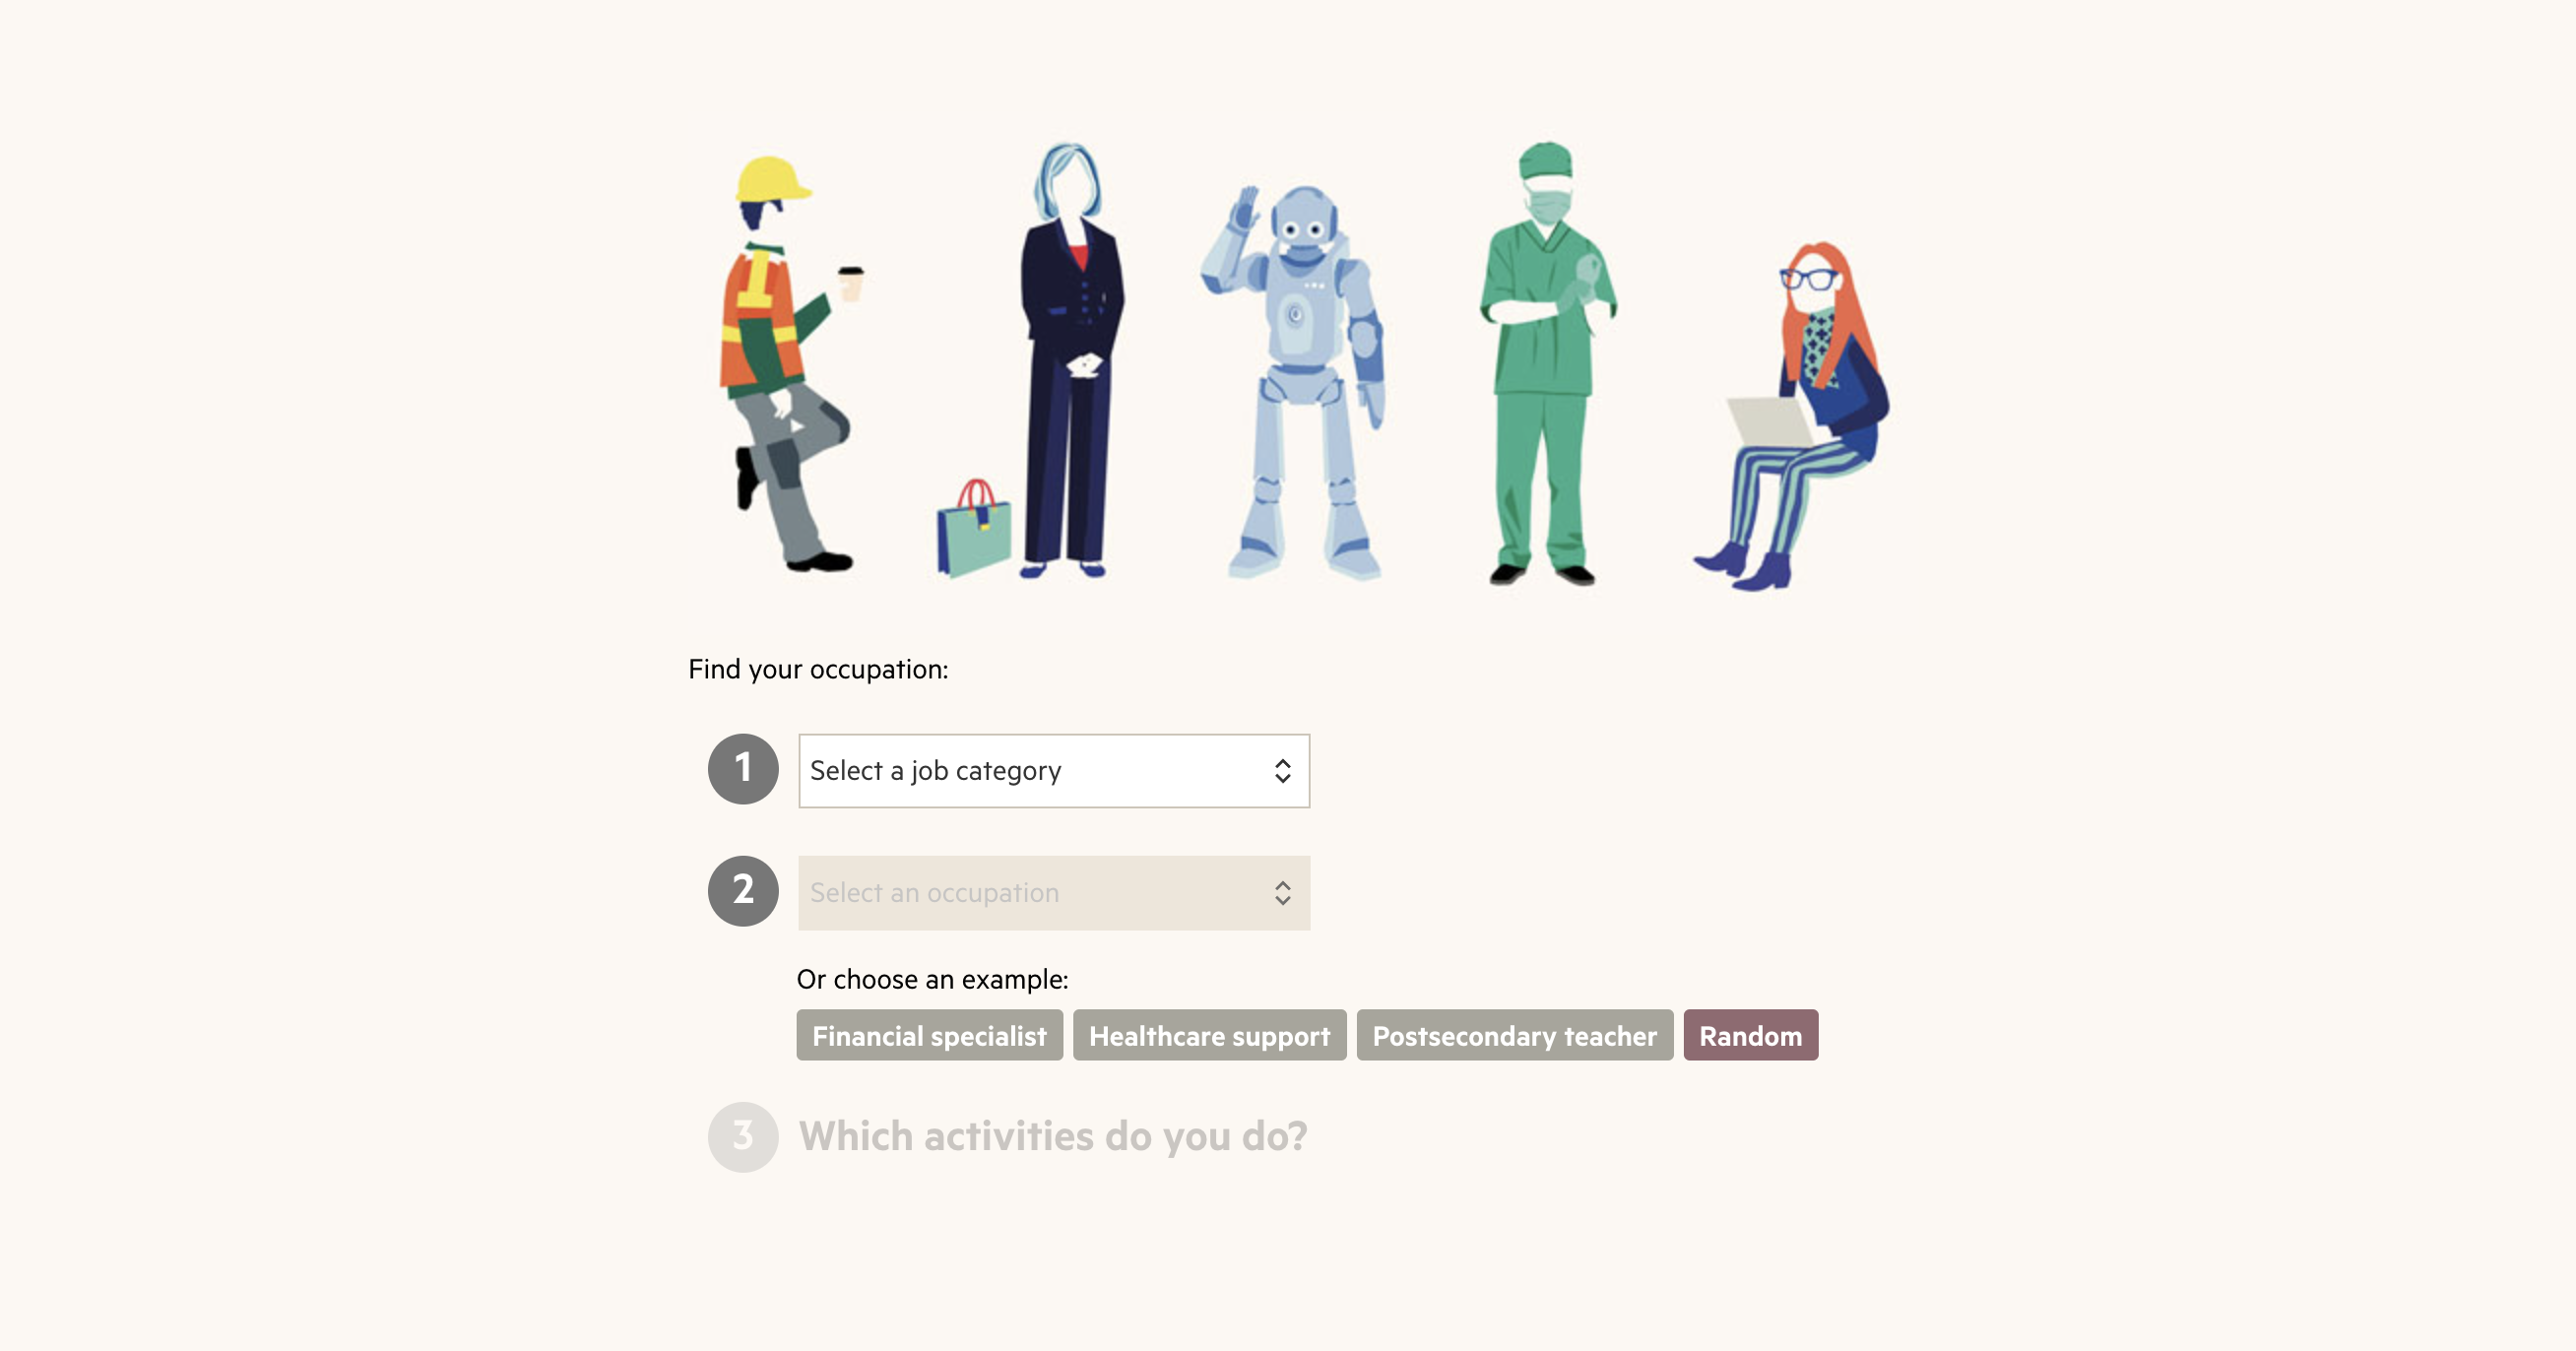 Find your occupation:
1
Select a job category
2
Select an occupation
Or choose an example:
Financial specialist
Healthcare support
Postsecondary teacher
Random
3
Which activities do you do?